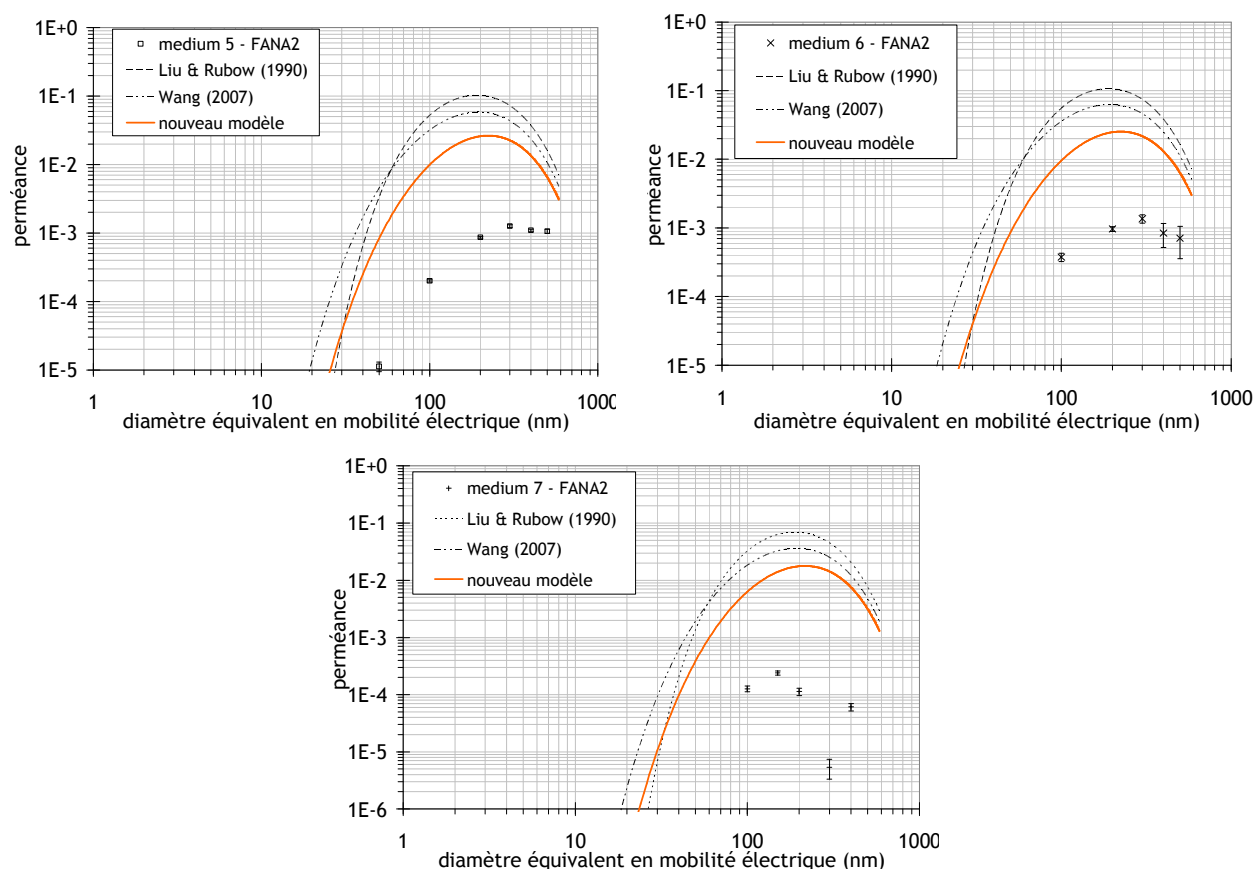 1E+0
1E-1
1E-2
1E-3
1E-4
1E-5
perméance
medium 5 - FANA2
Liu & Rubow (1990)
Wang (2007)
nouveau modèle
1
10
100
1000
diamètre équivalent en mobilité électrique (nm)
1E+0
1E-1
1E-2
1E-3
1E-4
1E-5
perméance
medium 6 - FANA2
Liu & Rubow (1990)
Wang (2007)
nouveau modèle
1
10
100
1000
diamètre équivalent en mobilité électrique (nm)
1E+0
1E-1
1E-2
1E-3
1E-4
1E-5
1E-6
perméance
medium 7 - FANA2
Liu & Rubow (1990)
Wang (2007)
nouveau modèle
1
10
100
1000
diamètre équivalent en mobilité électrique (nm)